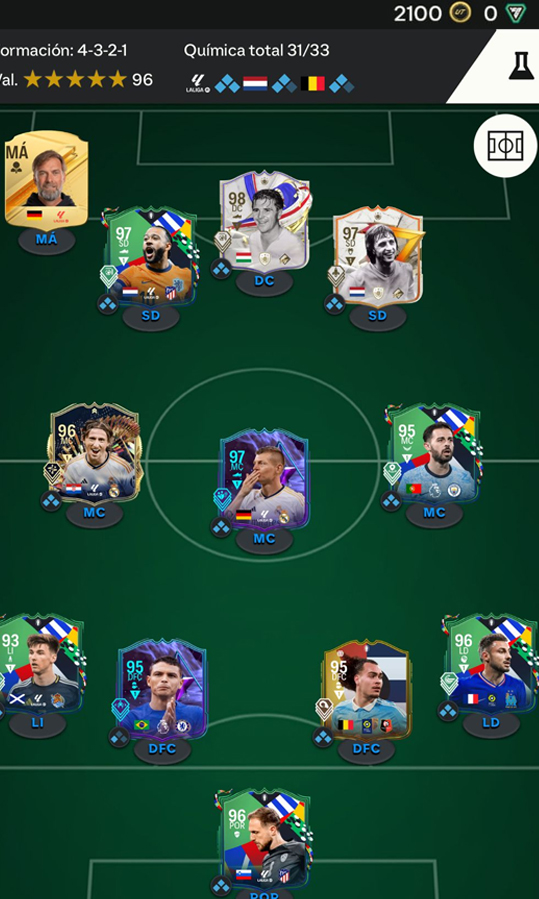 2100 0
ormación: 4-3-2-1 Química total 31/33
Val. 96
LALIGA
MÁ
MÁ
98
DC
DC
97
SD
SD
97
SD
SD
96
MC
MC
97
MC
MC
95
MC
MC
93
LI
LI
95
DFC
DFC
95
DFC
DFC
96
LD
LD
96
POR
POR